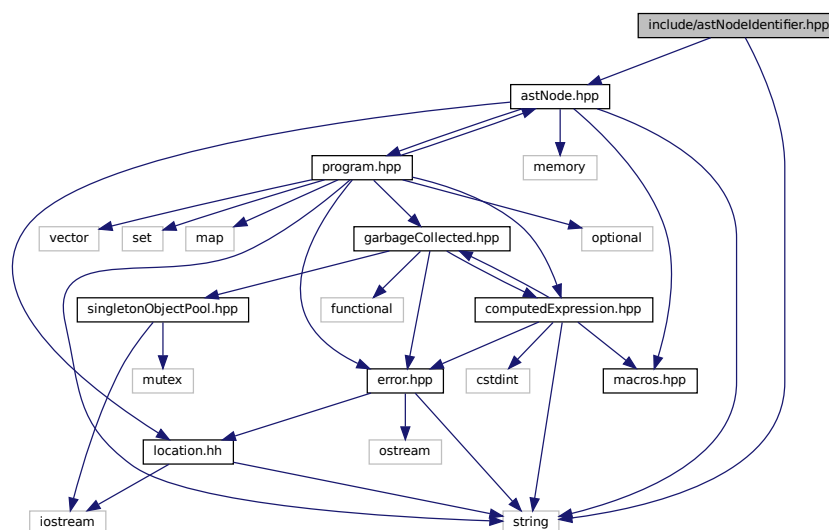 include/astNodeIdentifier.hpp
astNode.hpp
program.hpp
memory
vector
set
map
garbageCollected.hpp
optional
singletonObjectPool.hpp
functional
computedExpression.hpp
mutex
error.hpp
cstdint
macros.hpp
location.hh
ostream
iostream
string